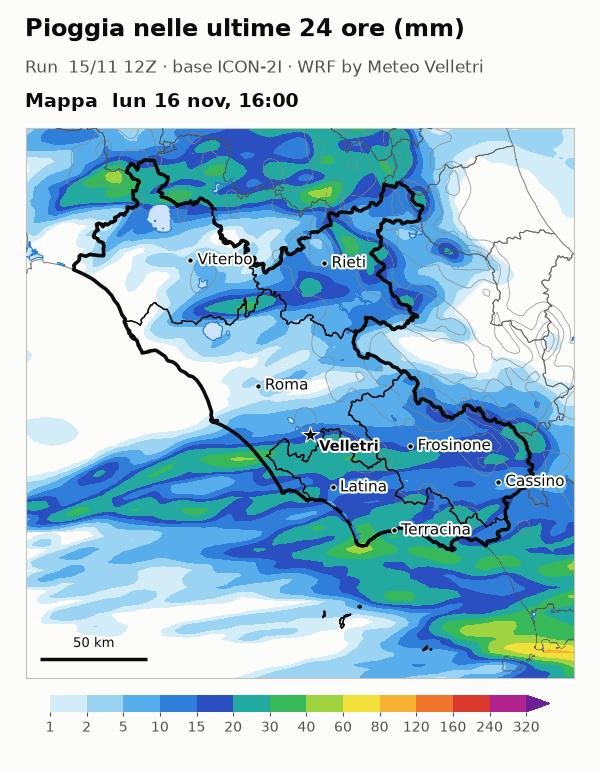 Pioggia nelle ultime 24 ore (mm)
Run  15/11 12Z · base ICON-2I · WRF by Meteo Velletri
Mappa  lun 16 nov, 16:00
Viterbo
Rieti
Roma
Velletri
Frosinone
Cassino
Latina
Terracina
50 km
1 2 5 10 15 20 30 40 60 80 120 160 240 320